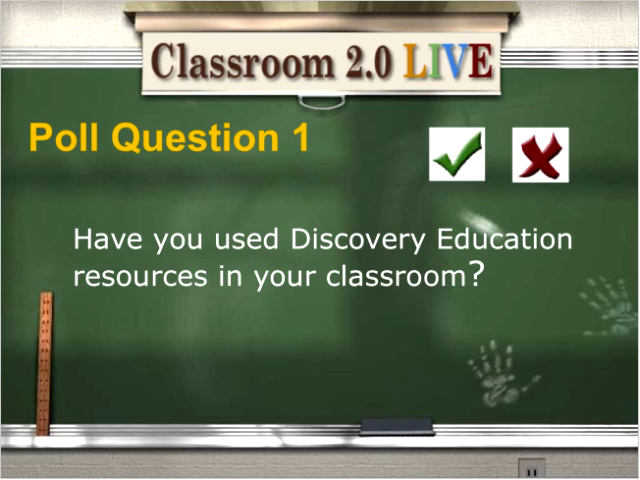 Classroom 2.0 LIVE
Poll Question 1
Have you used Discovery Education
resources in your classroom?